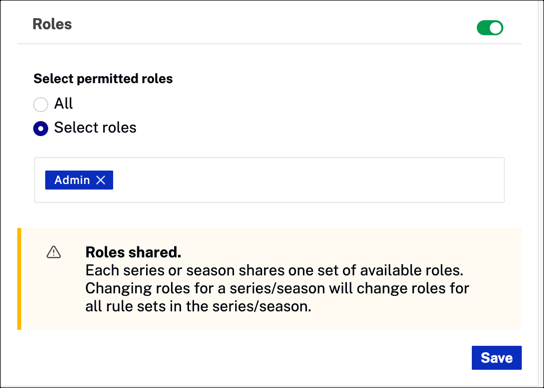 Roles
Select permitted roles
All
Select roles
Admin
Roles shared.
Each series or season shares one set of available roles.
Changing roles for a series/season will change roles for
all rule sets in the series/season.
Save